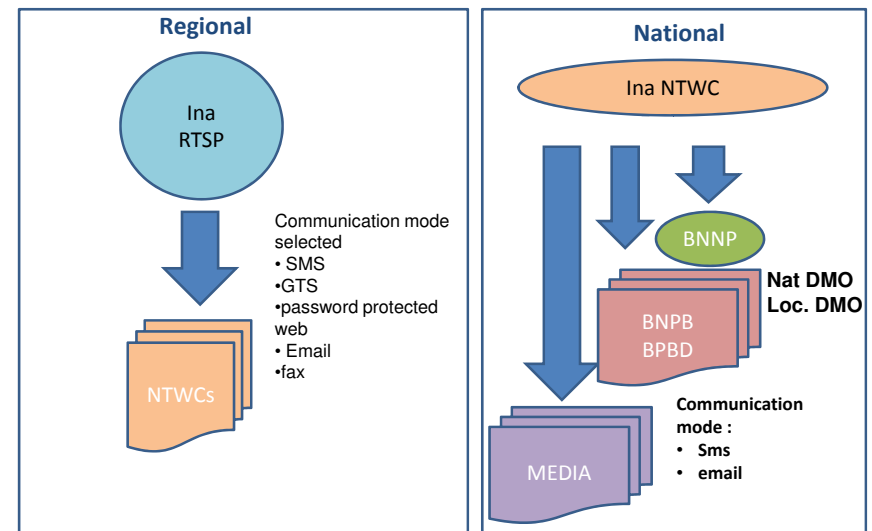 Regional
Ina
RTSP
Communication mode
selected
• SMS
•GTS
•password protected
web
• Email
•fax
NTWCs
National
Ina NTWC
BNNP
Nat DMO
Loc. DMO
BNPB
BPBD
Communication
mode :
• Sms
• email
MEDIA